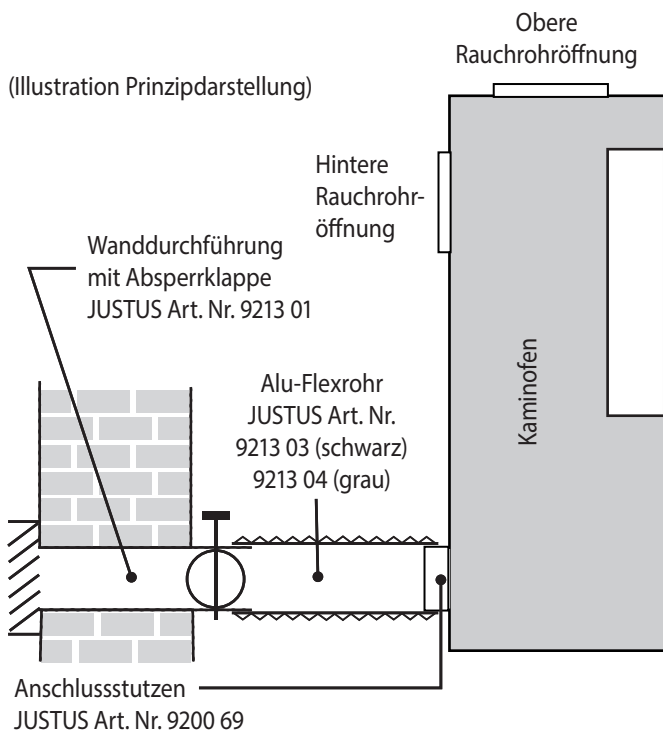 Obere
Rauchrohröffnung
(Illustration Prinzipdarstellung)
Hintere
Rauchrohr-
öffnung
Wanddurchführung
mit Absperrklappe
JUSTUS Art. Nr. 9213 01
Kaminofen
Alu-Flexrohr
JUSTUS Art. Nr.
9213 03 (schwarz)
9213 04 (grau)
Anschlussstutzen
JUSTUS Art. Nr. 9200 69